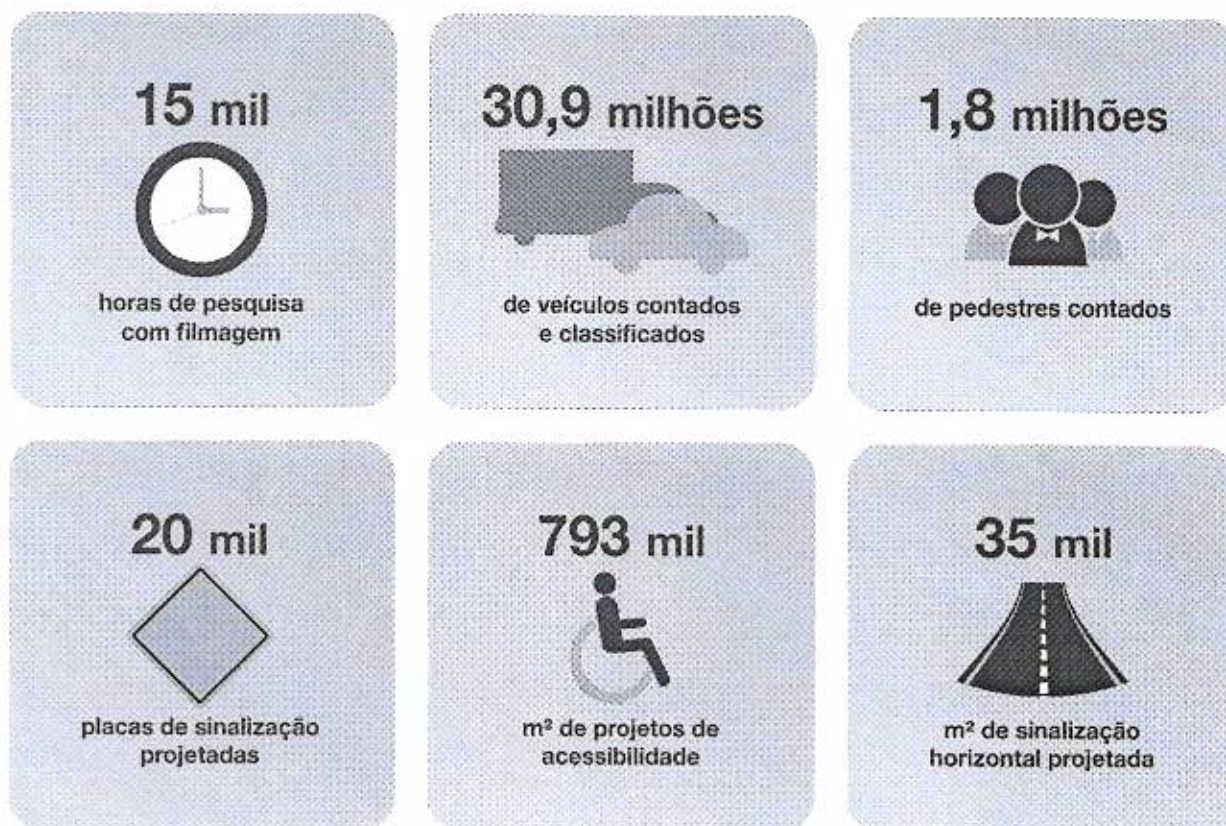 15 mil
horas de pesquisa
com filmagem
30,9 milhões
de veículos contados
e classificados
1,8 milhões
de pedestres contados
20 mil
placas de sinalização
projetadas
793 mil
m² de projetos de
acessibilidade
35 mil
m² de sinalização
horizontal projetada